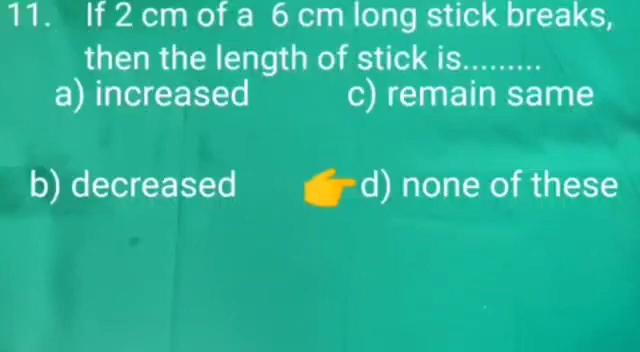 11. If 2 cm of a 6 cm long stick breaks,
then the length of stick is.........
a) increased c) remain same
b) decreased d) none of these